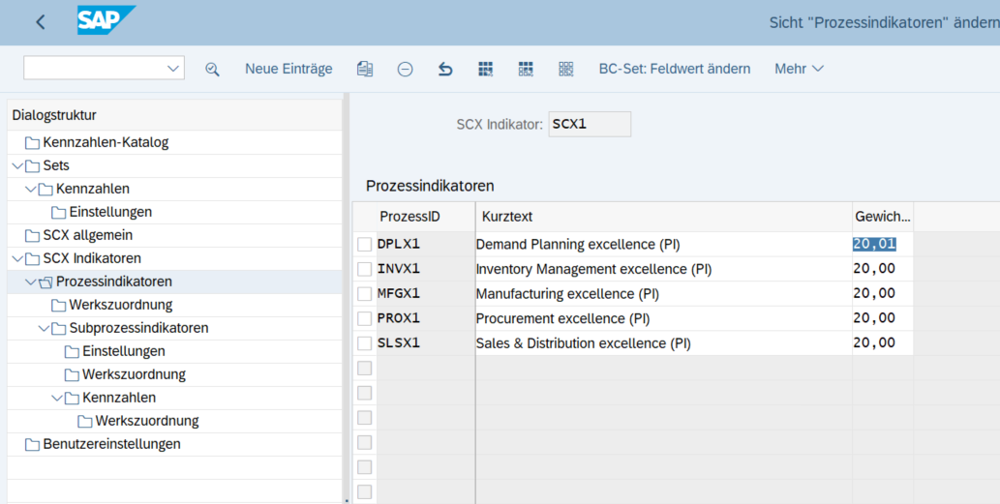 SAP
Sicht "Prozessindikatoren" ändern
Neue Einträge
BC-Set: Feldwert ändern
Mehr
Dialogstruktur
Kennzahlen-Katalog
Sets
Kennzahlen
Einstellungen
SCX allgemein
SCX Indikatoren
Prozessindikatoren
Werkszuordnung
Subprozessindikatoren
Einstellungen
Werkszuordnung
Kennzahlen
Werkszuordnung
Benutzereinstellungen
SCX Indikator: SCX1
Prozessindikatoren
ProzessID Kurztext Gewich...
DPLX1 Demand Planning excellence (PI) 20,01
INVX1 Inventory Management excellence (PI) 20,00
MFGX1 Manufacturing excellence (PI) 20,00
PROX1 Procurement excellence (PI) 20,00
SLSX1 Sales & Distribution excellence (PI) 20,00